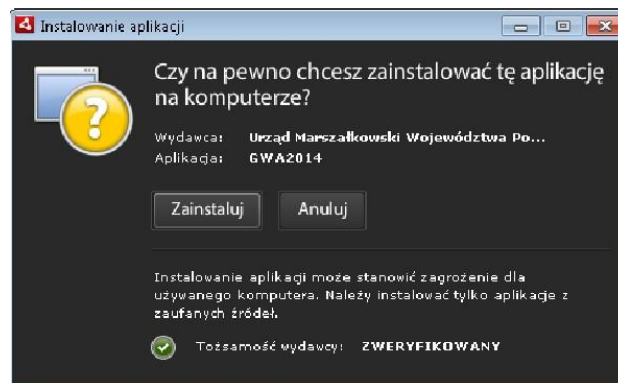 Instalowanie aplikacji
Czy na pewno chcesz zainstalować tę aplikację
na komputerze?
Wydawca: Urząd Marszałkowski Województwa Po...
Aplikacja: GWA2014
Zainstaluj Anuluj
Instalowanie aplikacji może stanowić zagrożenie dla
używanego komputera. Należy instalować tylko aplikacje z
zaufanych źródeł.
Tożsamość wydawcy: ZWERYFIKOWANY